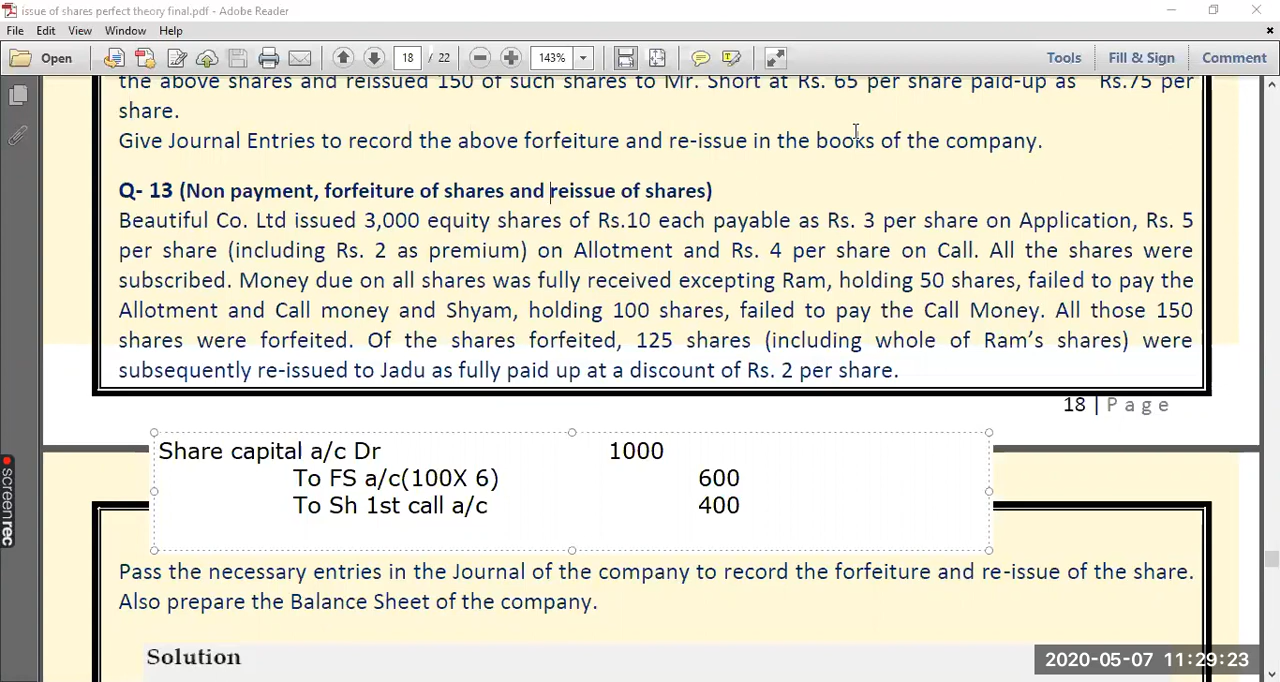 issue of shares perfect theory final.pdf - Adobe Reader
File Edit View Window Help
Open 18 / 22 143% Tools Fill & Sign Comment
the above shares and reissued 150 of such shares to Mr. Short at Rs. 65 per share paid-up as Rs.75 per
share.
Give Journal Entries to record the above forfeiture and re-issue in the books of the company.
Q- 13 (Non payment, forfeiture of shares and reissue of shares)
Beautiful Co. Ltd issued 3,000 equity shares of Rs.10 each payable as Rs. 3 per share on Application, Rs. 5
per share (including Rs. 2 as premium) on Allotment and Rs. 4 per share on Call. All the shares were
subscribed. Money due on all shares was fully received excepting Ram, holding 50 shares, failed to pay the
Allotment and Call money and Shyam, holding 100 shares, failed to pay the Call Money. All those 150
shares were forfeited. Of the shares forfeited, 125 shares (including whole of Ram's shares) were
subsequently re-issued to Jadu as fully paid up at a discount of Rs. 2 per share.
18 | Page
Share capital a/c Dr 1000
To FS a/c(100X 6) 600
To Sh 1st call a/c 400
Pass the necessary entries in the Journal of the company to record the forfeiture and re-issue of the share.
Also prepare the Balance Sheet of the company.
Solution
2020-05-07 11:29:23
screenrec